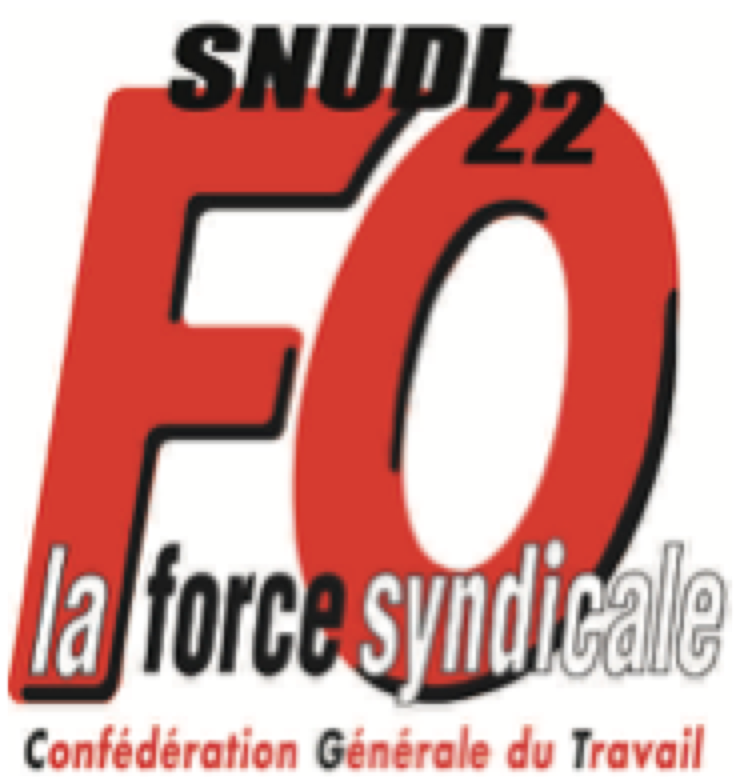 SNUDI
22
FO
la force syndicale
Confédération Générale du Travail